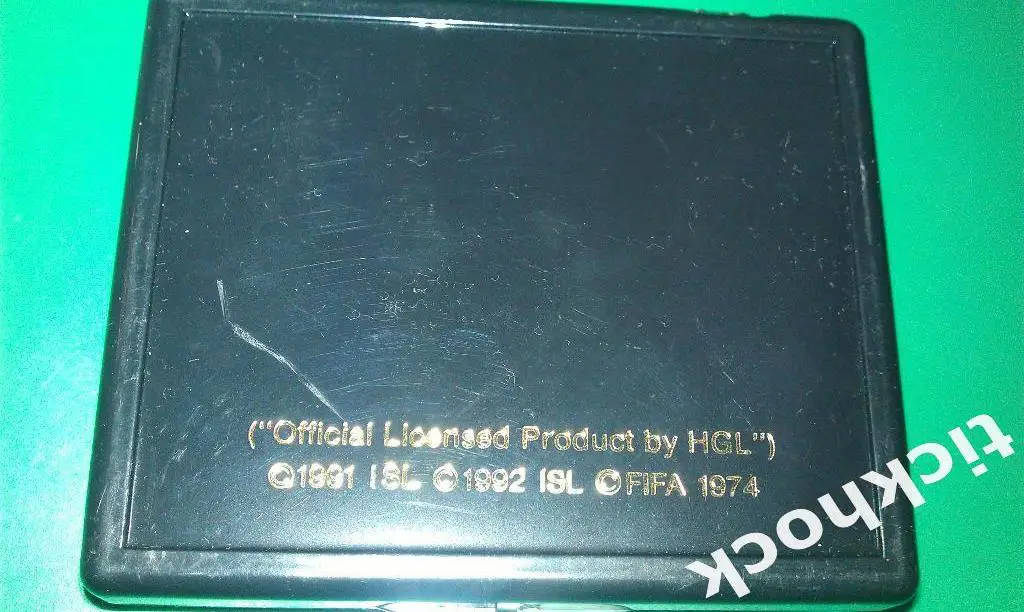 ("Official Licensed Product by HGL")
©1991 ISL ©1992 ISL ©FIFA 1974
tickhock